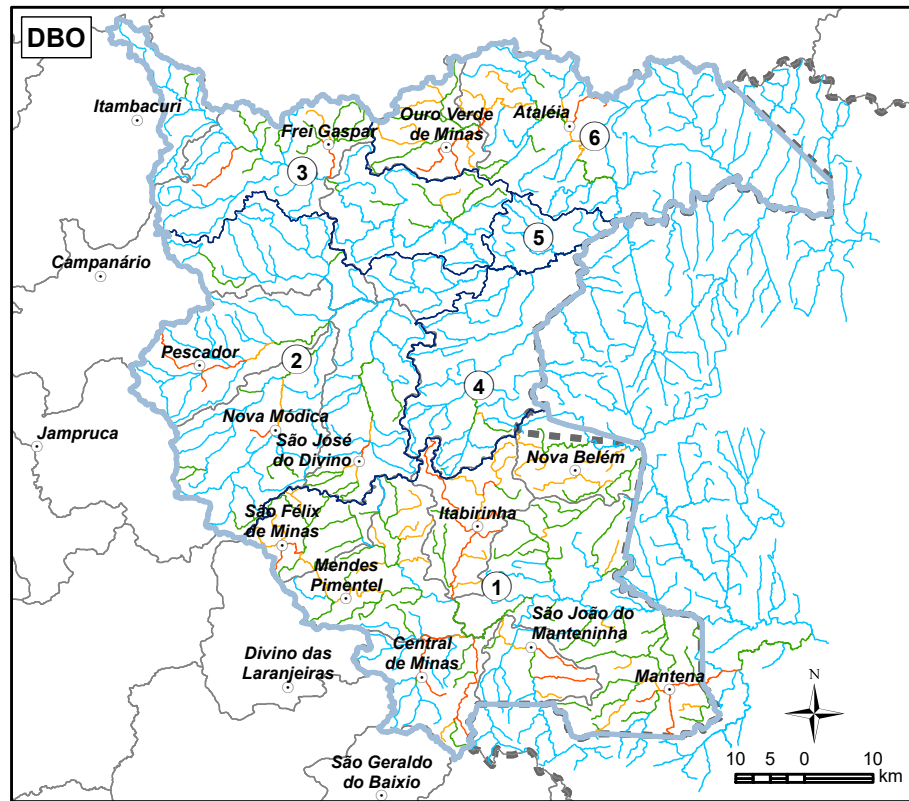 DBO
Itambacuri
Frei Gaspar
Ouro Verde
de Minas
Ataléia
6
3
5
Campanário
Pescador
2
4
Nova Módica
Jampruca
São José
do Divino
Nova Belém
São Félix
de Minas
Itabirinha
Mendes
Pimentel
1
São João do
Manteninha
Divino das
Laranjeiras
Central
de Minas
Mantena
N
São Geraldo
do Baixio
10 5 0 10
km